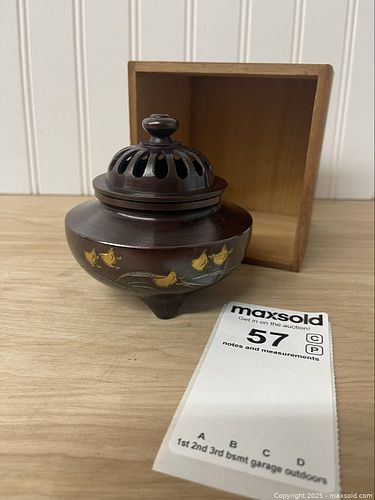 maxsold
Get in on the auction!
57 C
P
notes and measurements
A B C D
1st 2nd 3rd bsmt garage outdoors
Copyright 2025 - maxsold.com